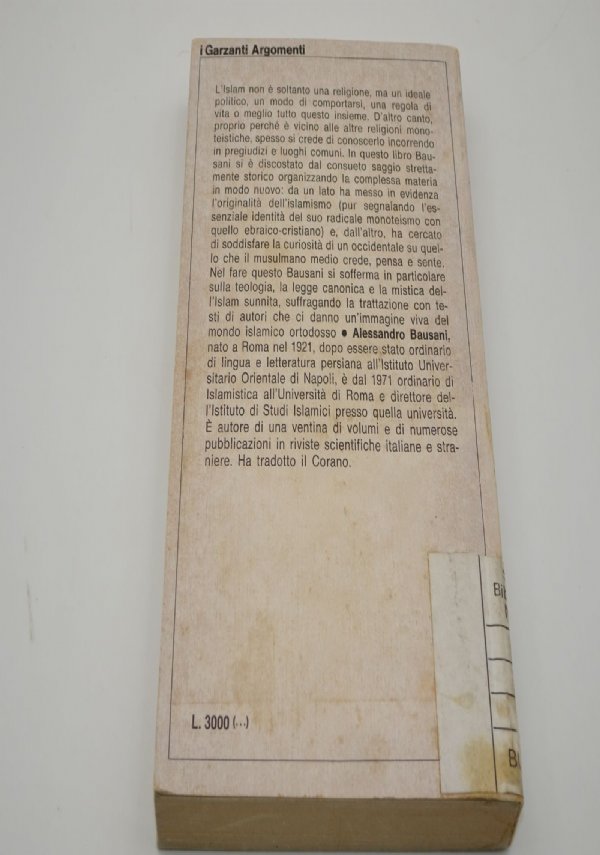 i Garzanti Argomenti
L'Islam non è soltanto una religione, ma un ideale
politico, un modo di comportarsi, una regola di
vita o meglio tutto questo insieme. D'altro canto,
proprio perché è vicino alle altre religioni mono-
teistiche, spesso si crede di conoscerlo incorrendo
in pregiudizi e luoghi comuni. In questo libro Bau-
sani si è discostato dal consueto saggio stretta-
mente storico organizzando la complessa materia
in modo nuovo: da un lato ha messo in evidenza
l'originalità dell'islamismo (pur segnalando l'es-
senziale identità del suo radicale monoteismo con
quello ebraico-cristiano) e, dall'altro, ha cercato
di soddisfare la curiosità di un occidentale su quel-
lo che il musulmano medio crede, pensa e sente.
Nel fare questo Bausani si sofferma in particolare
sulla teologia, la legge canonica e la mistica del-
l'Islam sunnita, suffragando la trattazione con te-
sti di autori che ci danno un'immagine viva del
mondo islamico ortodosso ● Alessandro Bausani,
nato a Roma nel 1921, dopo essere stato ordinario
di lingua e letteratura persiana all'Istituto Univer-
sitario Orientale di Napoli, è dal 1971 ordinario di
Islamistica all'Università di Roma e direttore del-
l'Istituto di Studi Islamici presso quella università.
È autore di una ventina di volumi e di numerose
pubblicazioni in riviste scientifiche italiane e stra-
niere. Ha tradotto il Corano.
L. 3000 (...)